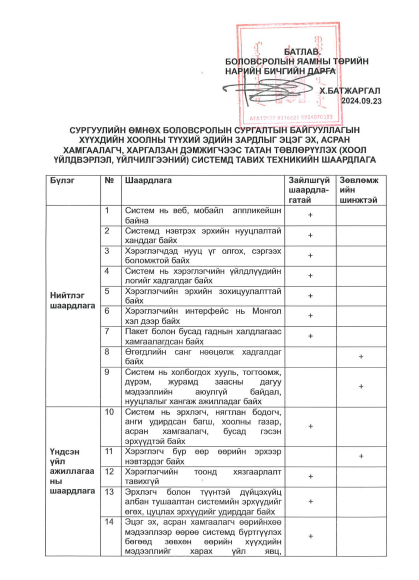 БАТЛАВ.
БОЛОВСРОЛЫН ЯАМНЫ ТӨРИЙН
НАРИЙН БИЧГИЙН ДАРГА
Х.БАТЖАРГАЛ
2024.09.23
СУРГУУЛИЙН ӨМНӨХ БОЛОВСРОЛЫН СУРГАЛТЫН БАЙГУУЛЛАГЫН
ХҮҮХДИЙН ХООЛНЫ ТҮҮХИЙ ЭДИЙН ЗАРДЛЫГ ЭЦЭГ ЭХ, АСРАН
ХАМГААЛАГЧ, ХАРГАЛЗАН ДЭМЖИГЧЭЭС ТАТАН ТӨВЛӨРҮҮЛЭХ (ХООЛ
ҮЙЛДВЭРЛЭЛ, ҮЙЛЧИЛГЭЭНИЙ) СИСТЕМД ТАВИХ ТЕХНИКИЙН ШААРДЛАГА
Бүлэг № Шаардлага Зайлшгүй Зөвлөмж
шаардла- ийн
гатай шинжтэй
Нийтлэг
шаардлага
1 Систем нь веб, мобайл аппликейшн
байна +
2 Системд нэвтрэх эрхийн нууцлалтай
хандаг байх +
3 Хэрэглэгчдэд нууц үг олгох, сэргээх
боломжтой байх +
4 Систем нь хэрэглэгчийн үйлдлүүдийн
логийг хадгалдаг байх +
5 Хэрэглэгчийн эрхийн зохицуулалттай
байх +
6 Хэрэглэгчийн интерфейс нь Монгол
хэл дээр байх +
7 Пакет болон бусад гаднын халдлагаас
хамгаалагдсан байх +
8 Өгөгдлийн санг нөөцөлж хадгалдаг
байх +
9 Систем нь холбогдох хууль, тогтоомж,
дүрэм, журамд заасны дагуу
мэдээллийн аюулгүй байдал,
нууцлалыг хангаж ажилладаг байх +
Үндсэн
үйл
ажиллагаа
ны
шаардлага
10 Систем нь эрхлэгч, нягтлан бодогч,
анги удирдсан багш, хоолны газар,
асран хамгаалагч, бусад гэсэн
эрхүүдтэй байх +
11 Хэрэглэгч бүр өөр өөрийн эрхээр
нэвтэрдэг байх +
12 Хэрэглэгчийн тоонд хязгаарлалт
тавихгүй +
13 Эрхлэгч болон түүнтэй дүйцэхүйц
албан тушаалтан системийн эрхүүдийг
өгөх, цуцлах эрхүүдийг удирддаг байх +
14 Эцэг эх, асран хамгаалагч өөрийнхөө
мэдээллээр өөрөө системд бүртгүүлэх
бөгөөд зөвхөн өөрийн хүүхдийн
мэдээллийг харах үйл явц, +